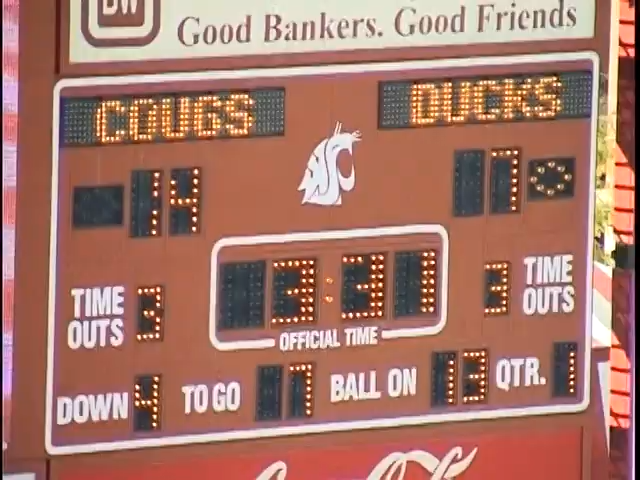 BW
Good Bankers. Good Friends
COUGS DUCKS
14 7
3:31
TIME OUTS 3
3 TIME OUTS
OFFICIAL TIME
DOWN 4 TO GO 7 BALL ON 13 QTR. 1